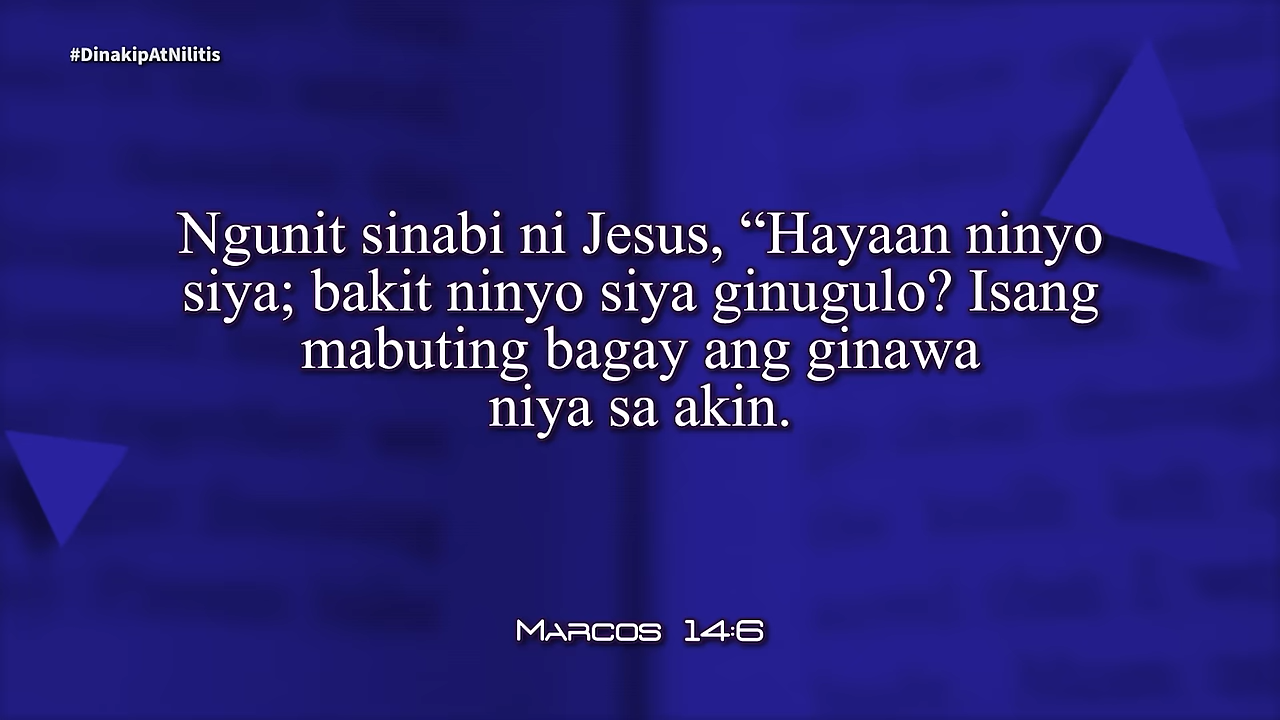 #DinakipAtNilitis
Ngunit sinabi ni Jesus, “Hayaan ninyo
siya; bakit ninyo siya ginugulo? Isang
mabuting bagay ang ginawa
niya sa akin.
Marcos 14:6